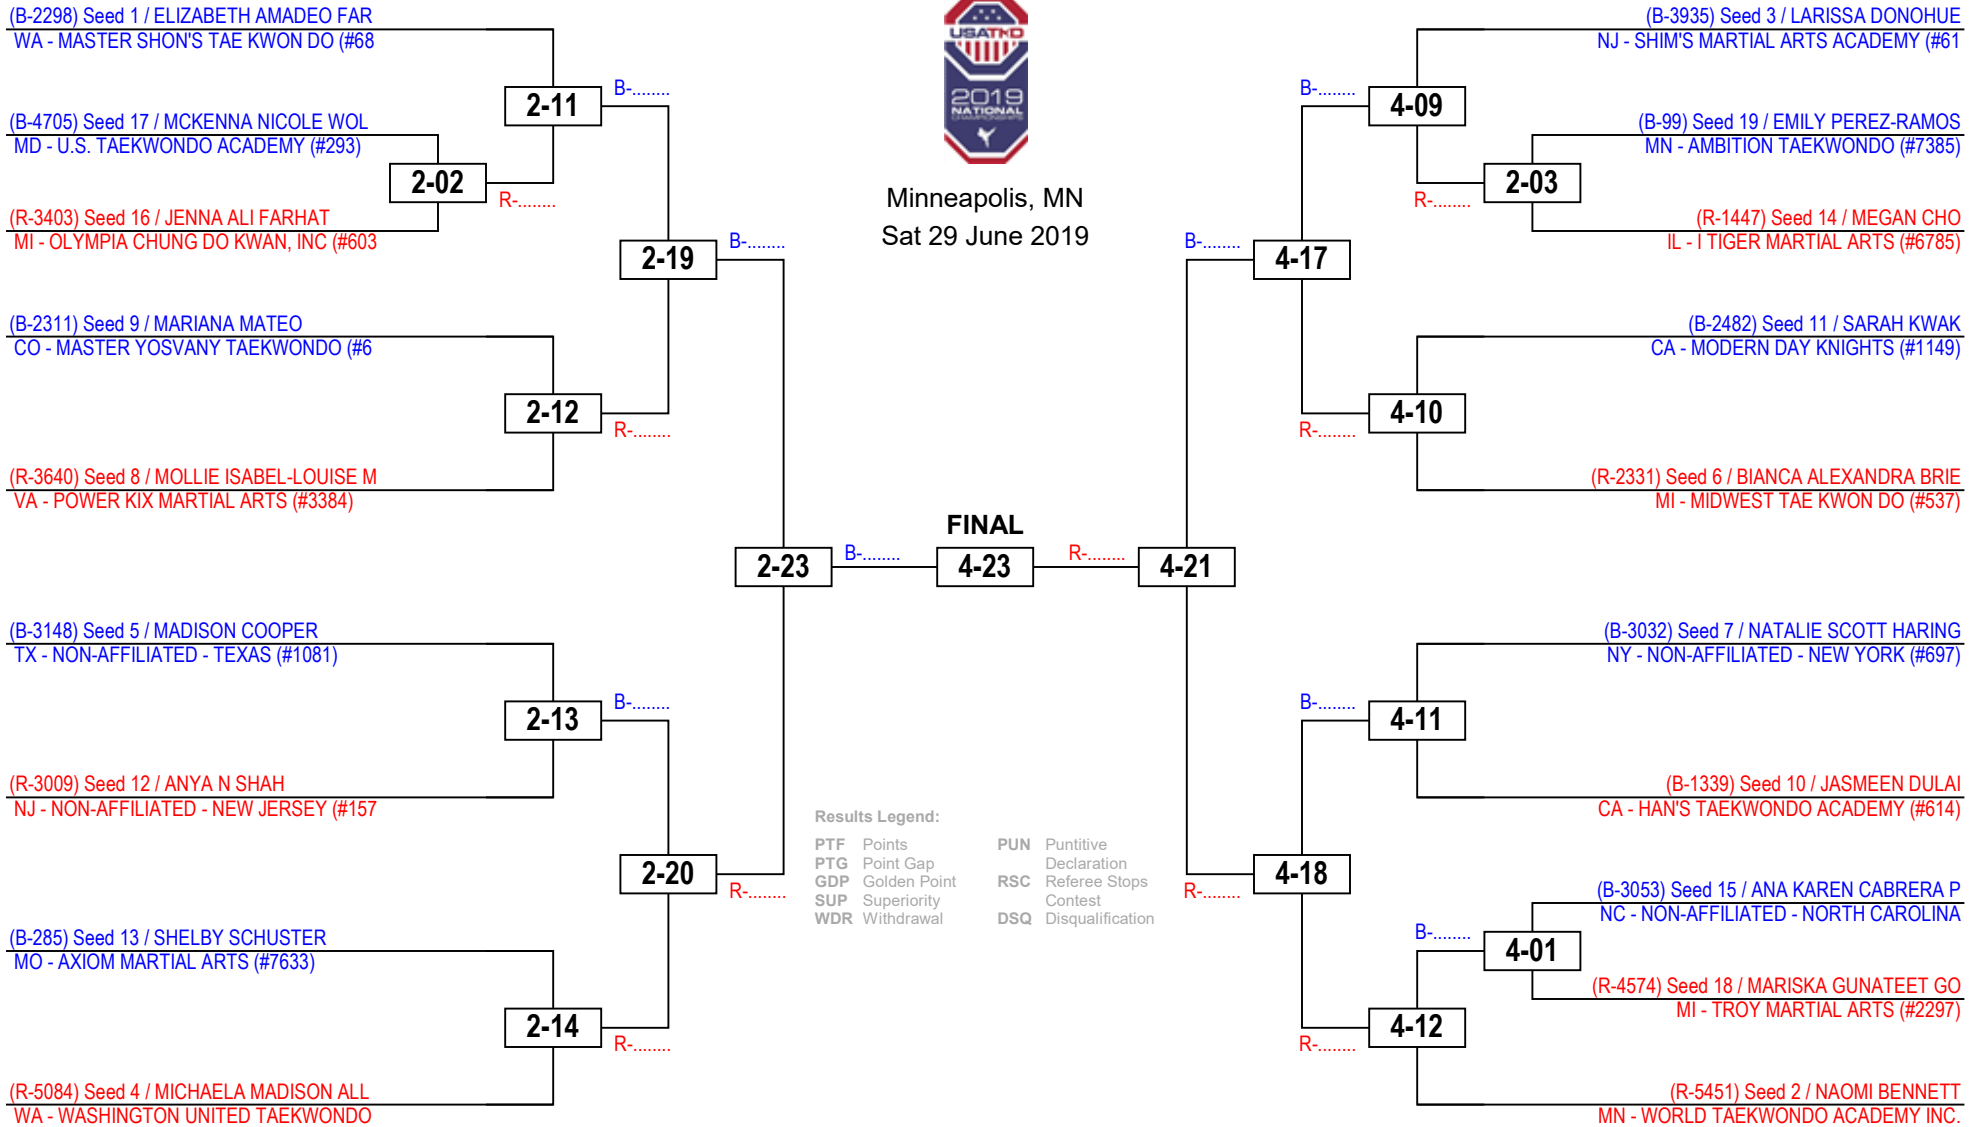 (B-2298) Seed 1 / ELIZABETH AMADEO FAR
WA - MASTER SHON'S TAE KWON DO (#68
2-11
B-........
(B-4705) Seed 17 / MCKENNA NICOLE WOL
MD - U.S. TAEKWONDO ACADEMY (#293)
2-02
R-........
(R-3403) Seed 16 / JENNA ALI FARHAT
MI - OLYMPIA CHUNG DO KWAN, INC (#603
2-19
B-........
(B-2311) Seed 9 / MARIANA MATEO
CO - MASTER YOSVANY TAEKWONDO (#6
2-12
R-........
(R-3640) Seed 8 / MOLLIE ISABEL-LOUISE M
VA - POWER KIX MARTIAL ARTS (#3384)
2-23
B-........
(B-3148) Seed 5 / MADISON COOPER
TX - NON-AFFILIATED - TEXAS (#1081)
2-13
B-........
(R-3009) Seed 12 / ANYA N SHAH
NJ - NON-AFFILIATED - NEW JERSEY (#157
2-20
R-........
(B-285) Seed 13 / SHELBY SCHUSTER
MO - AXIOM MARTIAL ARTS (#7633)
2-14
R-........
(R-5084) Seed 4 / MICHAELA MADISON ALL
WA - WASHINGTON UNITED TAEKWONDO
USATKD
2019
NATIONAL
CHAMPIONSHIPS
Minneapolis, MN
Sat 29 June 2019
FINAL
4-23
Results Legend:
PTF Points
PTG Point Gap
GDP Golden Point
SUP Superiority
WDR Withdrawal
PUN Puntitive
Declaration
RSC Referee Stops
Contest
DSQ Disqualification
(B-3935) Seed 3 / LARISSA DONOHUE
NJ - SHIM'S MARTIAL ARTS ACADEMY (#61
B-........
4-09
(B-99) Seed 19 / EMILY PEREZ-RAMOS
MN - AMBITION TAEKWONDO (#7385)
2-03
R-........
(R-1447) Seed 14 / MEGAN CHO
IL - I TIGER MARTIAL ARTS (#6785)
B-........
4-17
(B-2482) Seed 11 / SARAH KWAK
CA - MODERN DAY KNIGHTS (#1149)
4-10
R-........
(R-2331) Seed 6 / BIANCA ALEXANDRA BRIE
MI - MIDWEST TAE KWON DO (#537)
R-........
4-21
(B-3032) Seed 7 / NATALIE SCOTT HARING
NY - NON-AFFILIATED - NEW YORK (#697)
B-........
4-11
(B-1339) Seed 10 / JASMEEN DULAI
CA - HAN'S TAEKWONDO ACADEMY (#614)
4-18
R-........
(B-3053) Seed 15 / ANA KAREN CABRERA P
NC - NON-AFFILIATED - NORTH CAROLINA
B-........
4-01
(R-4574) Seed 18 / MARISKA GUNATEET GO
MI - TROY MARTIAL ARTS (#2297)
4-12
R-........
(R-5451) Seed 2 / NAOMI BENNETT
MN - WORLD TAEKWONDO ACADEMY INC.